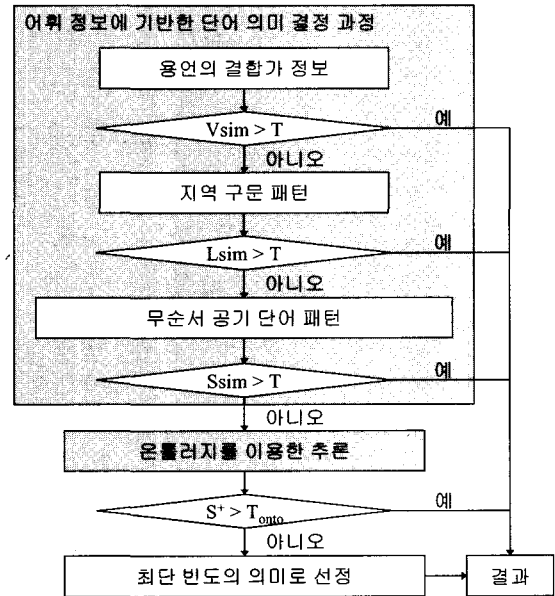 어휘 정보에 기반한 단어 의미 결정 과정
용언의 결합가 정보
Vsim > T
예
아니오
지역 구문 패턴
Lsim > T
예
아니오
무순서 공기 단어 패턴
Ssim > T
예
아니오
온톨러지를 이용한 추론
S⁺ > Tonto
예
아니오
최단 빈도의 의미로 선정
결과